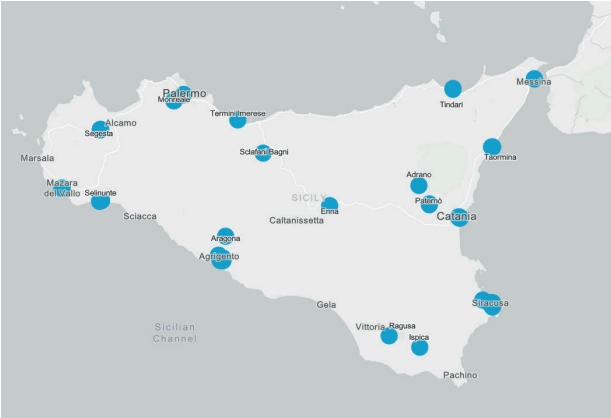 Messina
Palermo
Monreale
Tindari
Termini Imerese
Alcamo
Segesta
Sclafani Bagni
Taormina
Marsala
Adrano
Mazara
del Vallo
Selinunte
SICILY
Paternò
Enna
Catania
Sciacca
Caltanissetta
Aragona
Agrigento
Siracusa
Gela
Sicilian
Channel
Vittoria
Ragusa
Ispica
Pachino